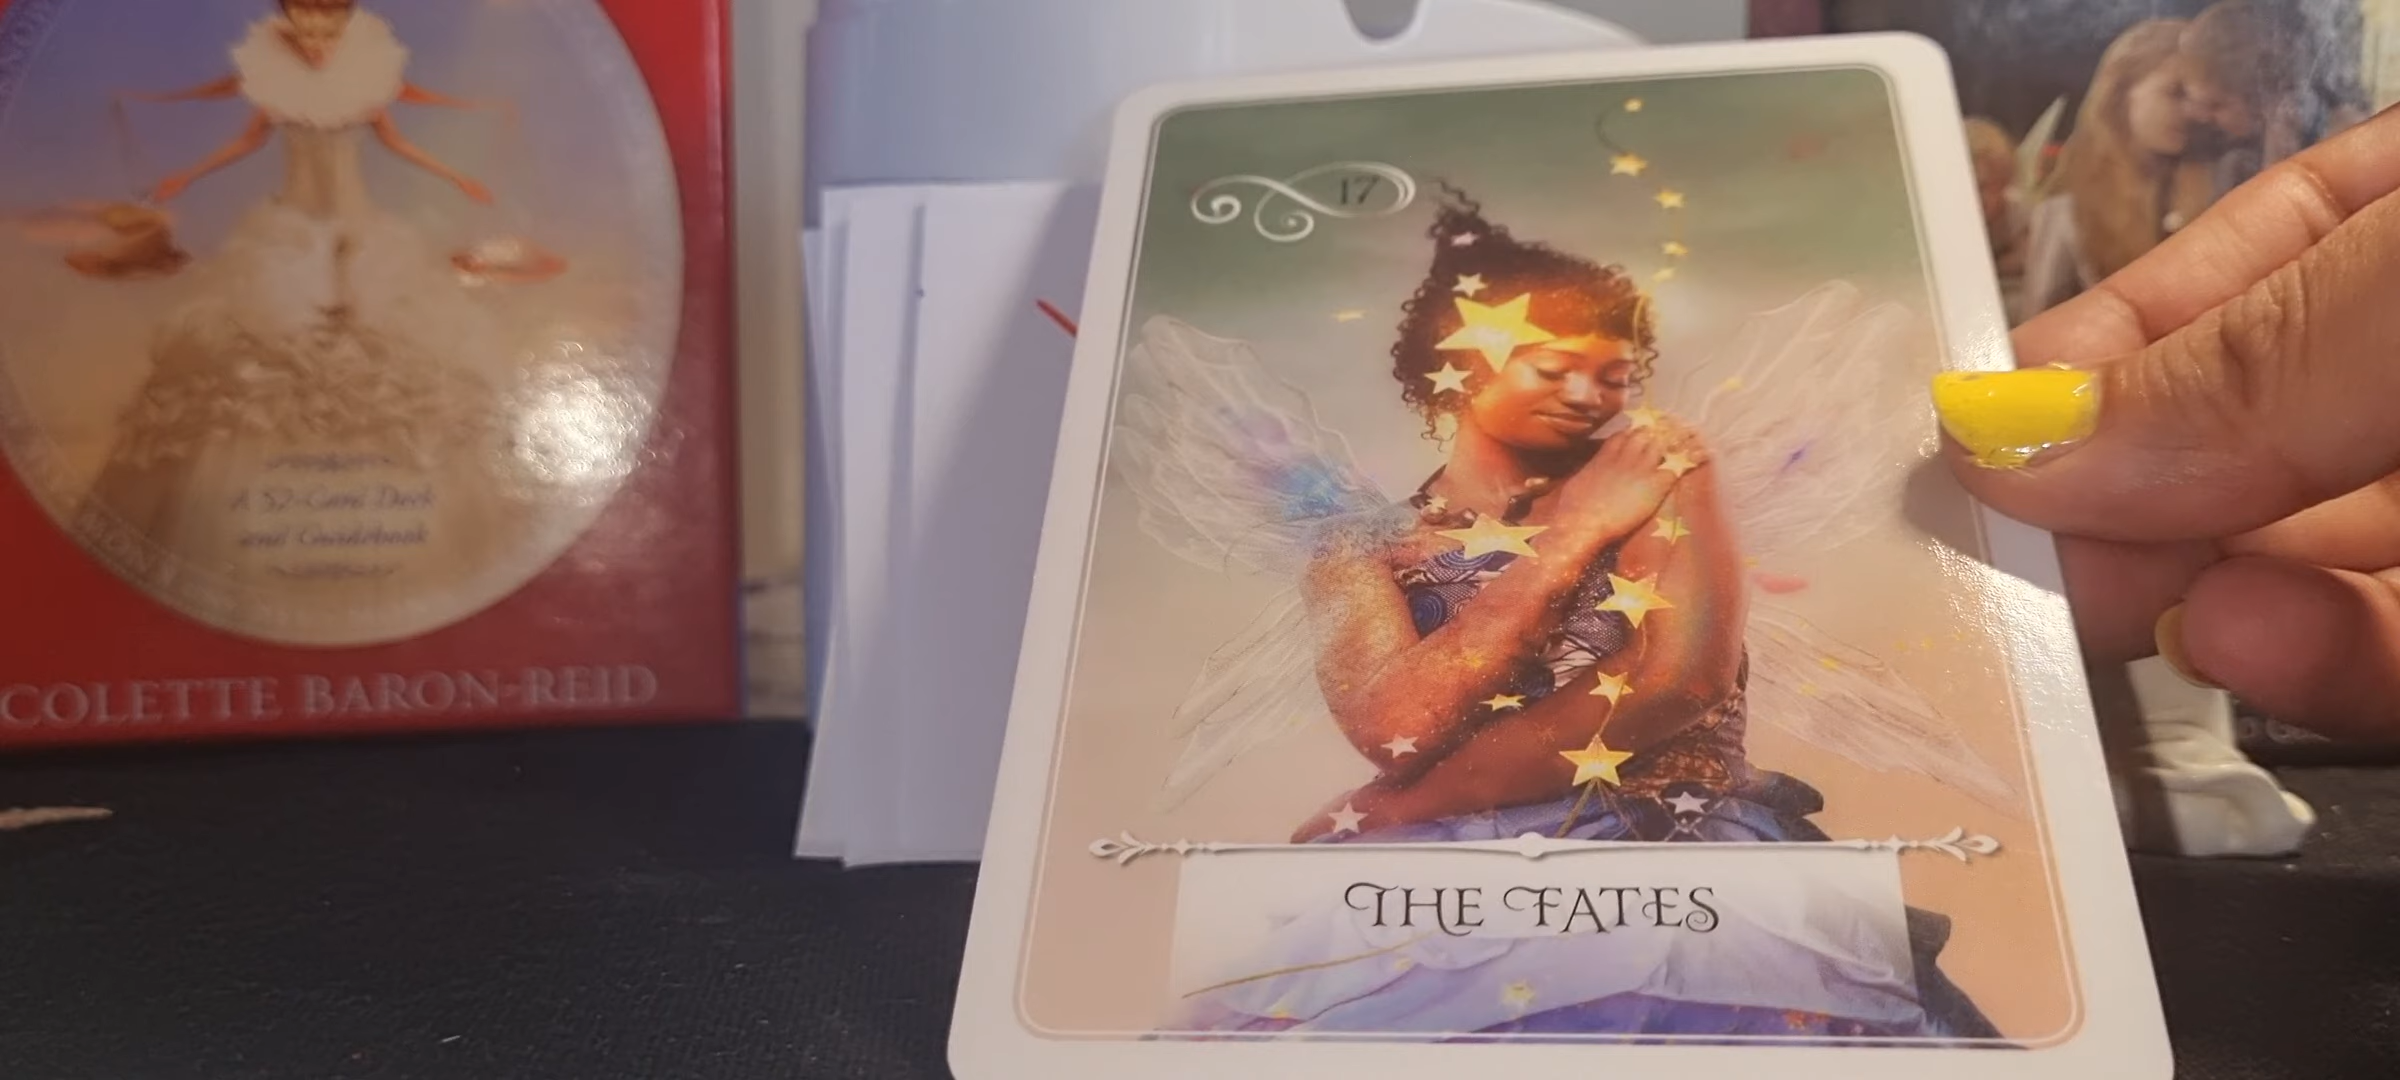 A 52-Card Deck
and Guidebook
COLETTE BARON-REID
17
THE FATES